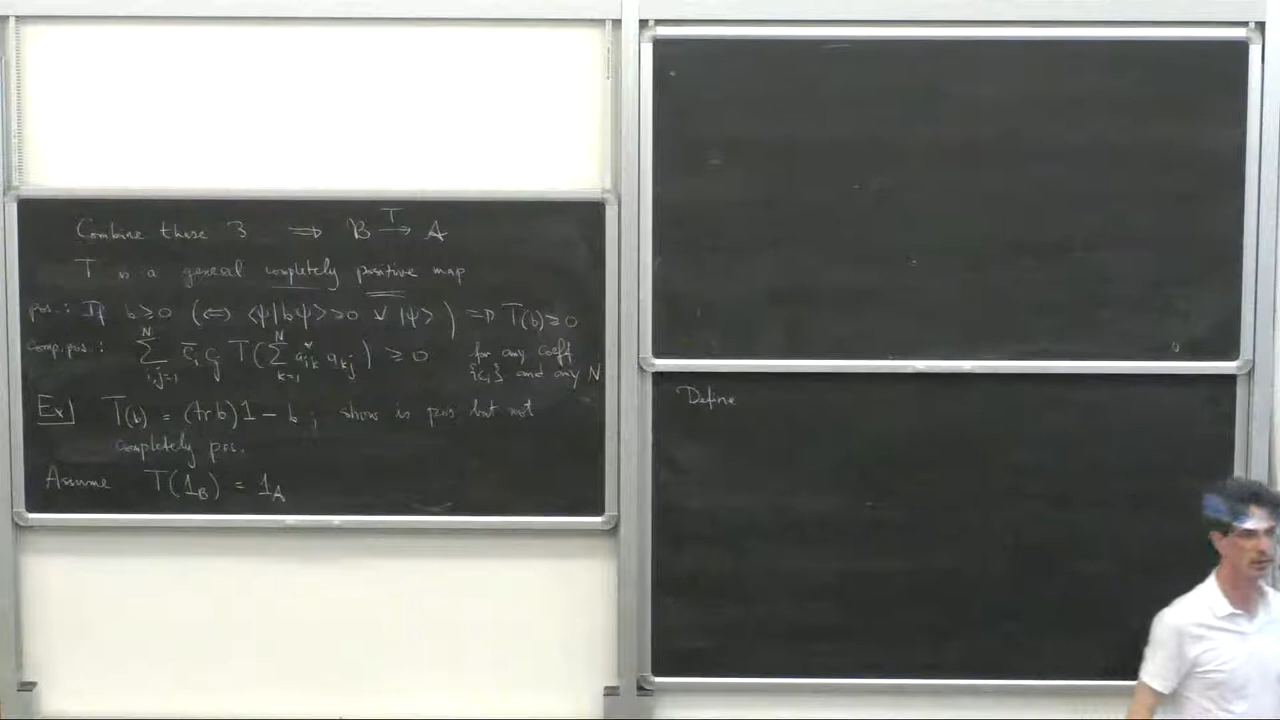 Combine these 3 ⟹ B →^T A
T is a general completely positive map
pos.: If b ≥ 0 (⟺ ⟨ψ|bψ⟩ ≥ 0 ∀ |ψ⟩) ⟹ T(b) ≥ 0
comp. pos.: ∑_{i,j=1}^N c̄_i c_j T(∑_{k=1}^N a*_{ik} a_{kj}) ≥ 0 for any coeff {c_i} and any N
Ex] T(b) = (tr b)1 - b ; show is pos but not
completely pos.
Assume T(1_B) = 1_A
Define